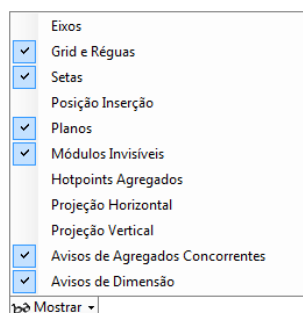 Eixos
Grid e Réguas
Setas
Posição Inserção
Planos
Módulos Invisíveis
Hotpoints Agregados
Projeção Horizontal
Projeção Vertical
Avisos de Agregados Concorrentes
Avisos de Dimensão
Mostrar